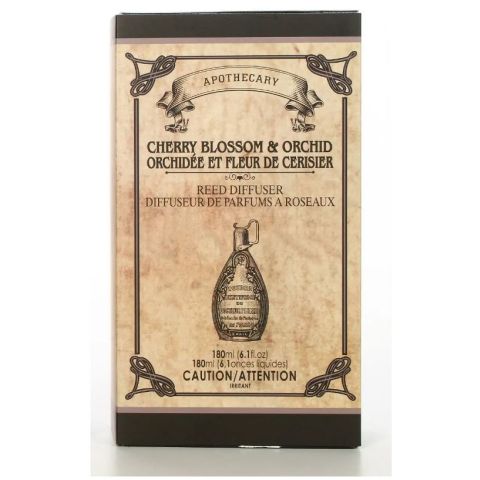 APOTHECARY
CHERRY BLOSSOM & ORCHID
ORCHIDÉE ET FLEUR DE CERISIER
REED DIFFUSER
DIFFUSEUR DE PARFUMS A ROSEAUX
180ml (6.1fl.oz)
180ml (6,1onces liquides)
CAUTION/ATTENTION
IRRITANT